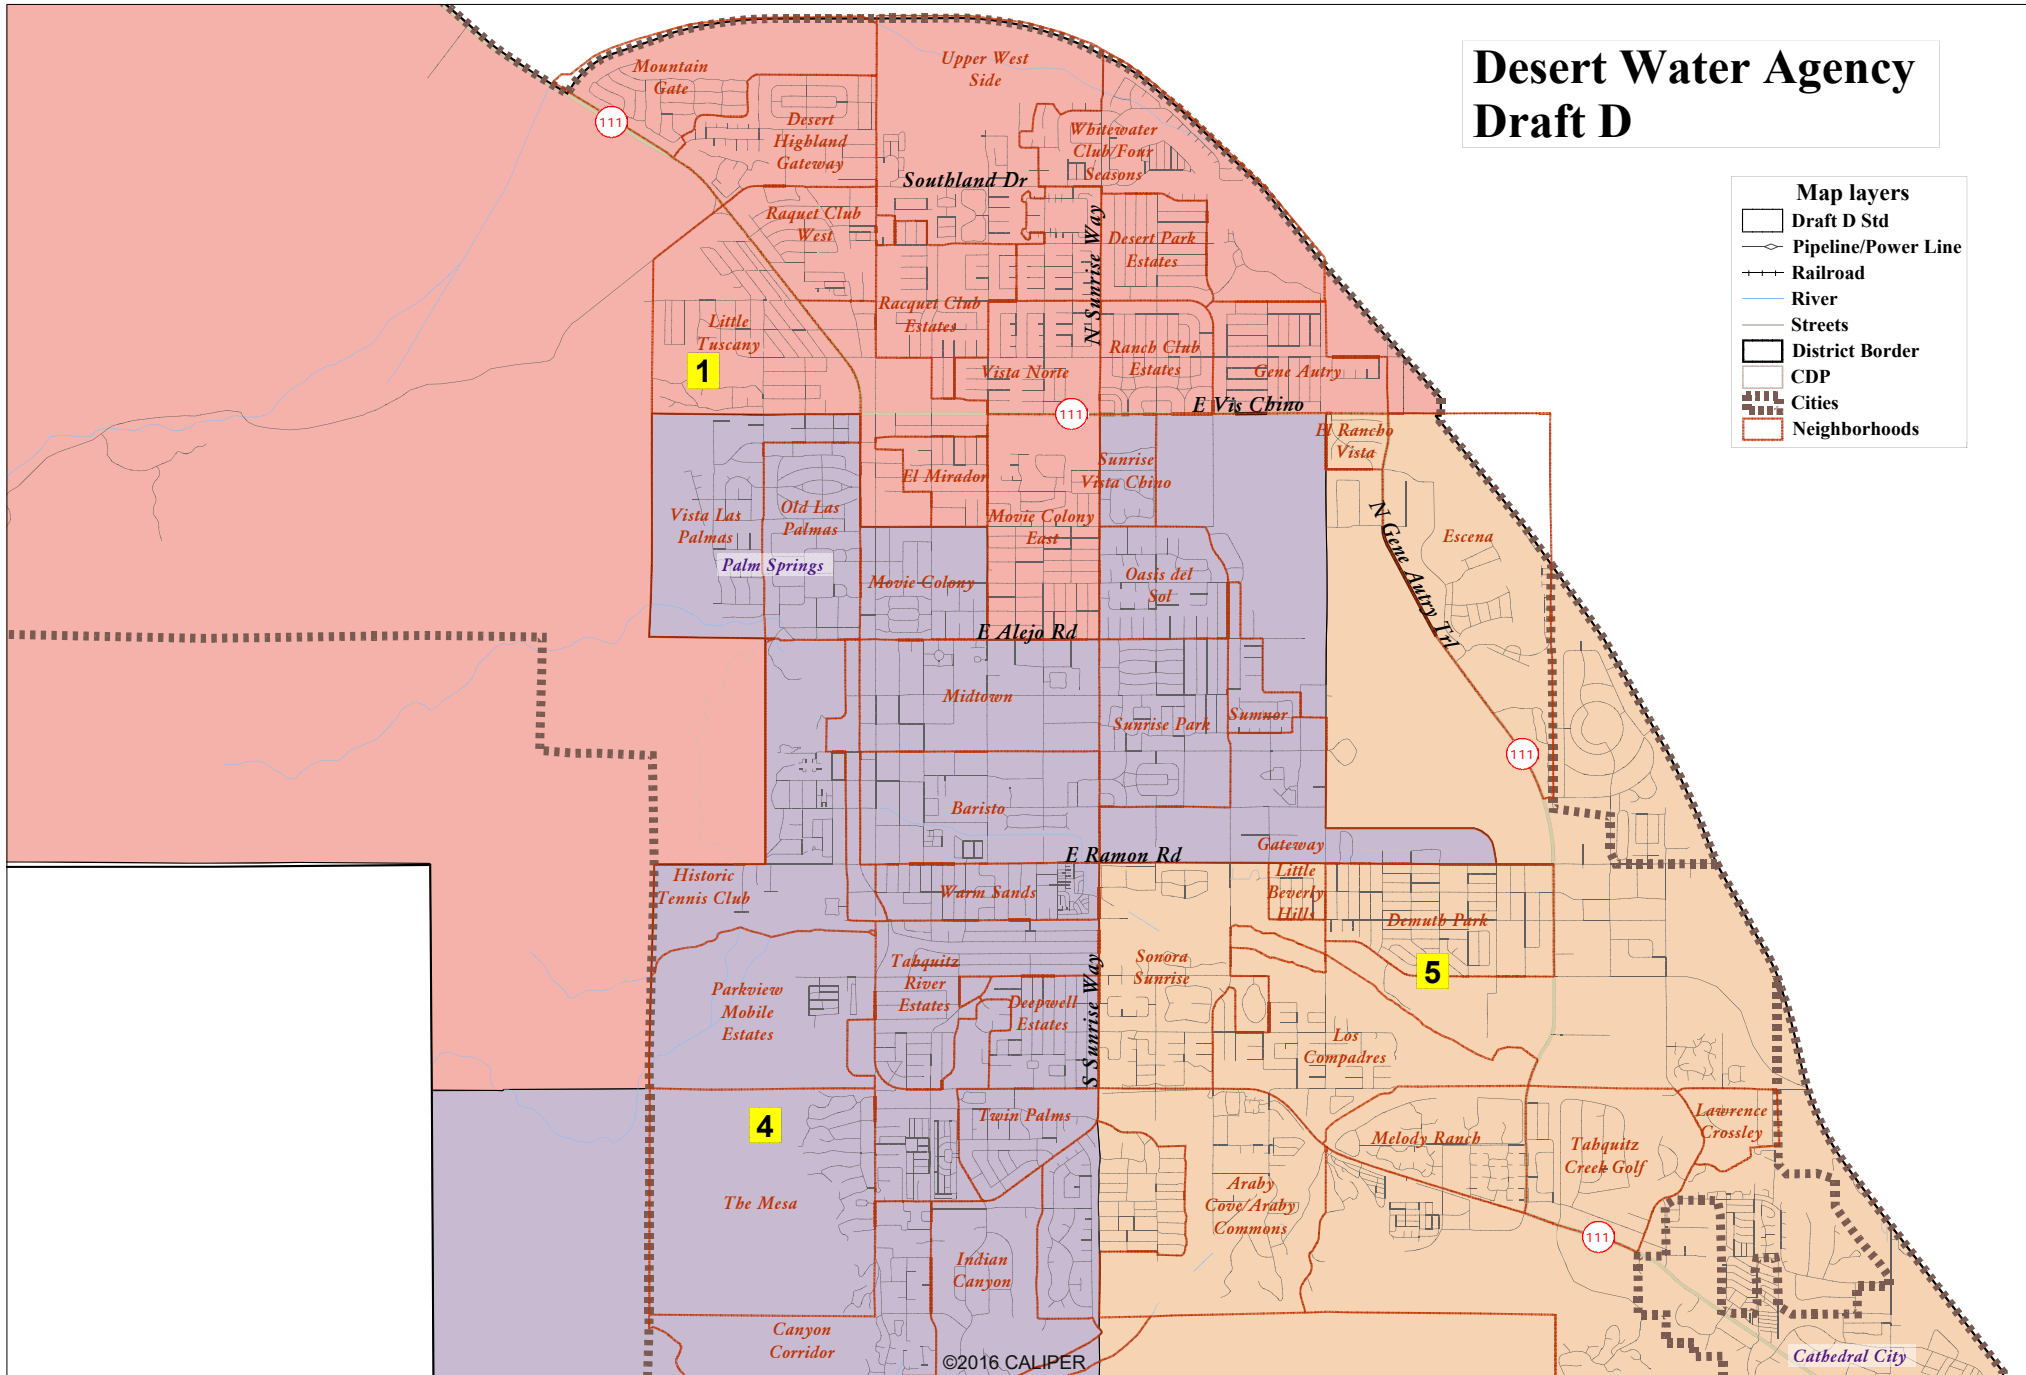 Desert Water Agency
Draft D
Map layers
Draft D Std
Pipeline/Power Line
Railroad
River
Streets
District Border
CDP
Cities
Neighborhoods
Mountain
Gate
Upper West
Side
111
Desert
Highland
Gateway
Whitewater
Club/Four
Seasons
Southland Dr
Raquet Club
West
N Sunrise Way
Desert Park
Estates
Racquet Club
Estates
Little
Tuscany
1
Ranch Club
Estates
Vista Norte
Gene Autry
111
E Vis Chino
El Rancho
Vista
El Mirador
Sunrise
Vista Chino
Vista Las
Palmas
Old Las
Palmas
Movie Colony
East
N Gene Autry Trl
Escena
Palm Springs
Movie Colony
Oasis del
Sol
E Alejo Rd
Midtown
Sunrise Park
Sumnor
111
Baristo
Gateway
E Ramon Rd
Historic
Tennis Club
Warm Sands
Little
Beverly
Hills
Demuth Park
Tahquitz
River
Estates
Sonora
Sunrise
5
Parkview
Mobile
Estates
Deepwell
Estates
S Sunrise Way
Los
Compadres
4
Twin Palms
Melody Ranch
Lawrence
Crossley
Tahquitz
Creek Golf
The Mesa
Araby
Cove/Araby
Commons
111
Indian
Canyon
Canyon
Corridor
©2016 CALIPER
Cathedral City